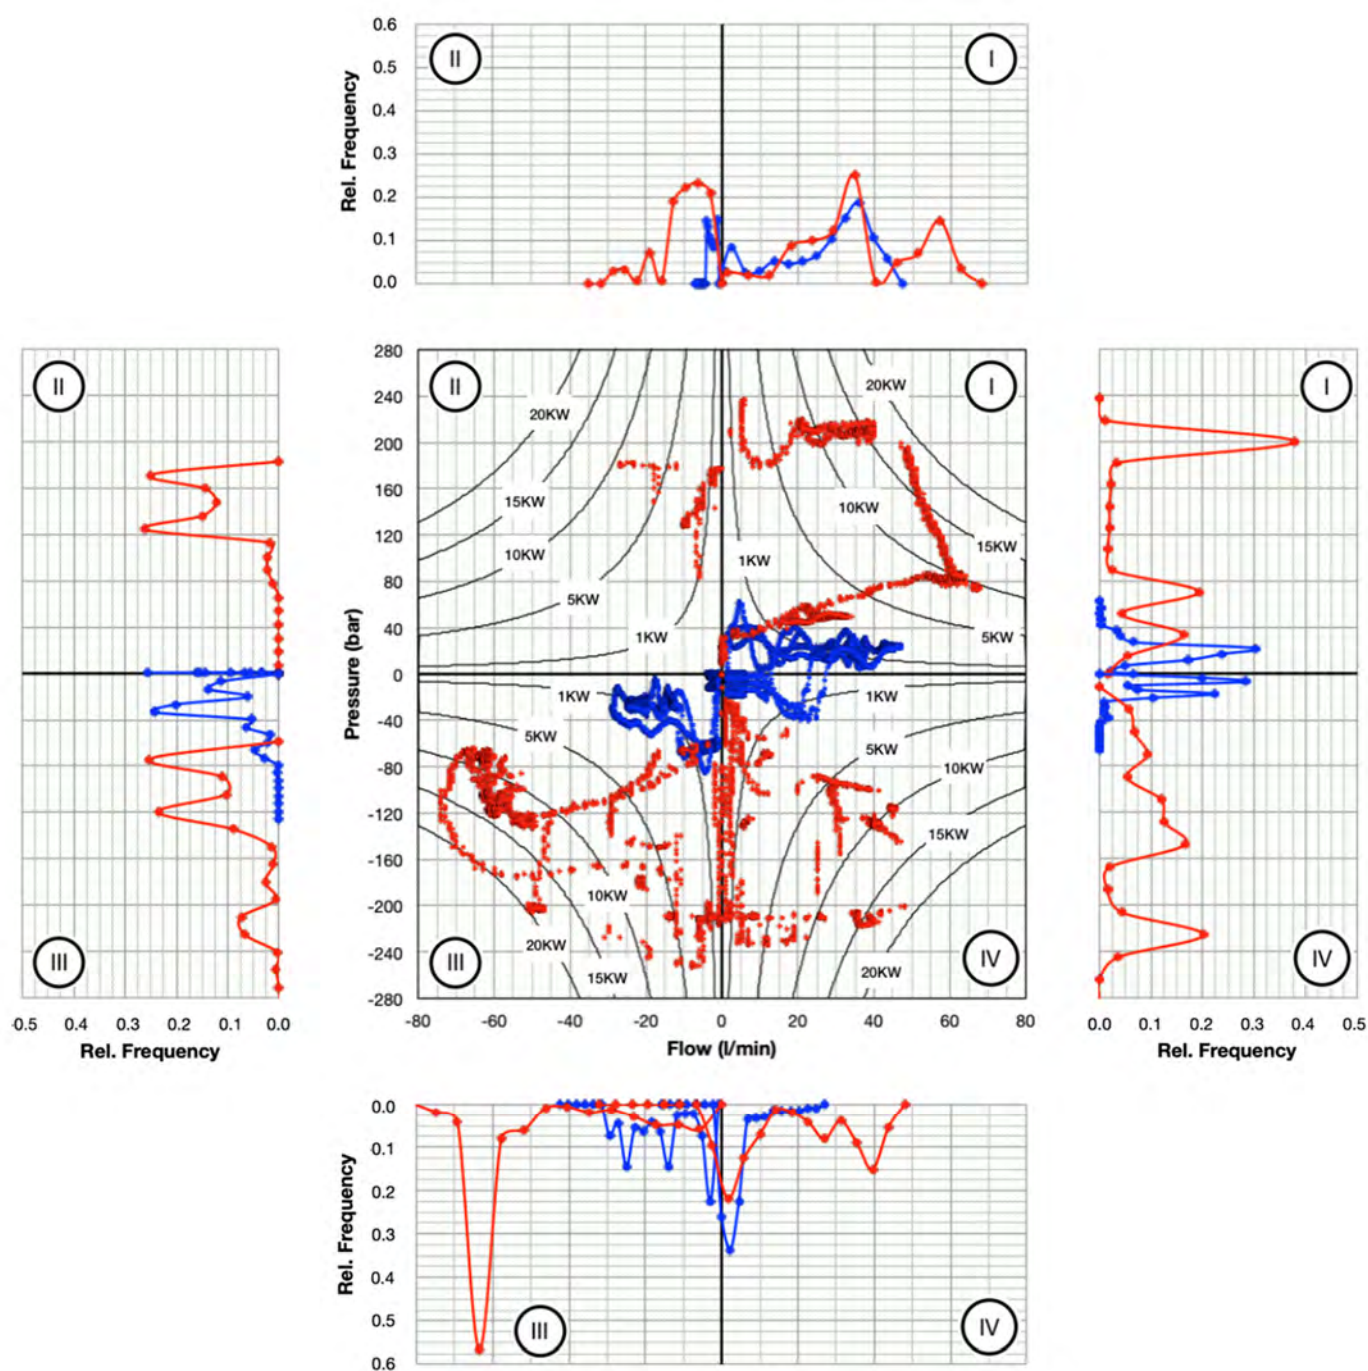 0.6
0.5
0.4
0.3
0.2
0.1
0.0
Rel. Frequency
II
I
II
III
0.5 0.4 0.3 0.2 0.1 0.0
Rel. Frequency
280
240
200
160
120
80
40
0
-40
-80
-120
-160
-200
-240
-280
Pressure (bar)
II
I
20KW
20KW
15KW
10KW
10KW
15KW
1KW
5KW
1KW
5KW
1KW
1KW
5KW
5KW
10KW
15KW
10KW
20KW
15KW
20KW
III
IV
-80 -60 -40 -20 0 20 40 60 80
Flow (l/min)
I
IV
0.0 0.1 0.2 0.3 0.4 0.5
Rel. Frequency
0.0
0.1
0.2
0.3
0.4
0.5
0.6
Rel. Frequency
III
IV